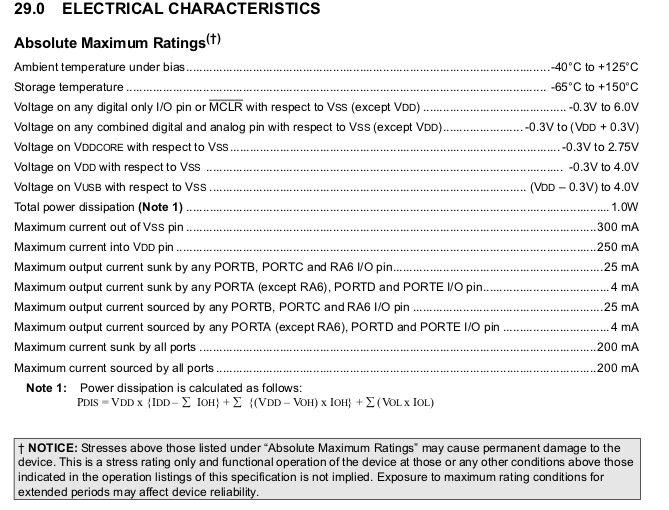 29.0 ELECTRICAL CHARACTERISTICS
Absolute Maximum Ratings(†)
Ambient temperature under bias.....-40°C to +125°C
Storage temperature.....-65°C to +150°C
Voltage on any digital only I/O pin or MCLR with respect to VSS (except VDD).....-0.3V to 6.0V
Voltage on any combined digital and analog pin with respect to VSS (except VDD).....-0.3V to (VDD + 0.3V)
Voltage on VDDCORE with respect to VSS.....-0.3V to 2.75V
Voltage on VDD with respect to VSS.....-0.3V to 4.0V
Voltage on VUSB with respect to VSS.....(VDD – 0.3V) to 4.0V
Total power dissipation (Note 1).....1.0W
Maximum current out of VSS pin.....300 mA
Maximum current into VDD pin.....250 mA
Maximum output current sunk by any PORTB, PORTC and RA6 I/O pin.....25 mA
Maximum output current sunk by any PORTA (except RA6), PORTD and PORTE I/O pin.....4 mA
Maximum output current sourced by any PORTB, PORTC and RA6 I/O pin.....25 mA
Maximum output current sourced by any PORTA (except RA6), PORTD and PORTE I/O pin.....4 mA
Maximum current sunk by all ports.....200 mA
Maximum current sourced by all ports.....200 mA
Note 1: Power dissipation is calculated as follows:
PDIS = VDD x {IDD – ∑ IOH} + ∑ {(VDD – VOH) x IOH} + ∑ (VOL x IOL)
† NOTICE: Stresses above those listed under “Absolute Maximum Ratings” may cause permanent damage to the
device. This is a stress rating only and functional operation of the device at those or any other conditions above those
indicated in the operation listings of this specification is not implied. Exposure to maximum rating conditions for
extended periods may affect device reliability.